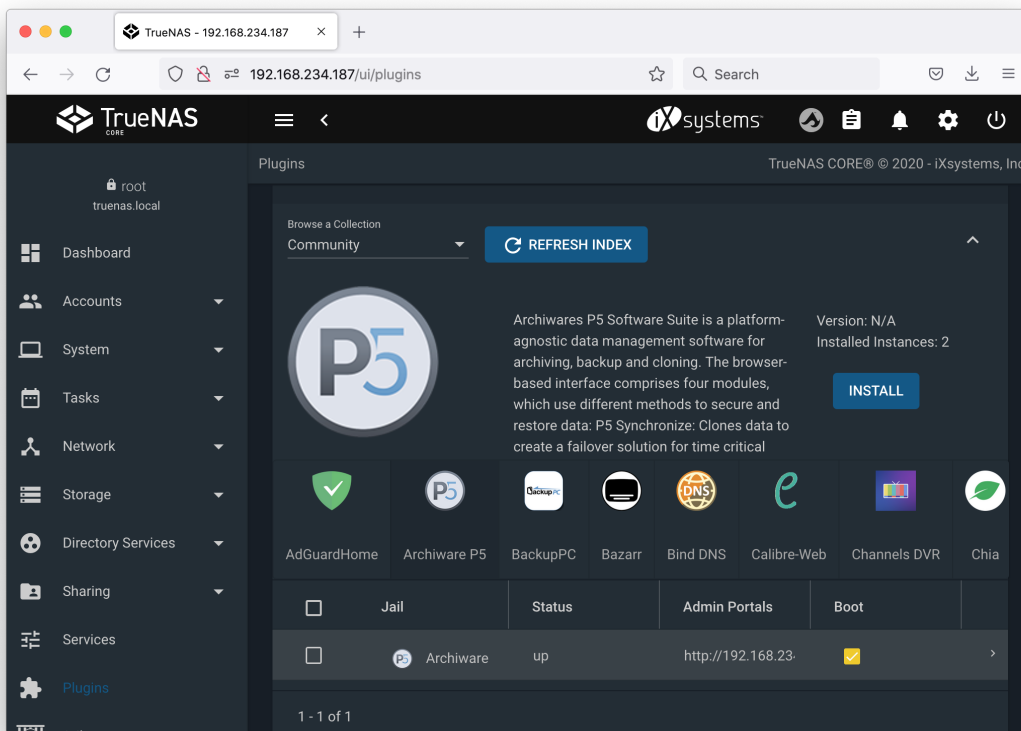 TrueNAS - 192.168.234.187
192.168.234.187/ui/plugins
Search
TrueNAS
CORE
iXsystems
root
truenas.local
Plugins
TrueNAS CORE® © 2020 - iXsystems, Inc
Dashboard
Accounts
System
Tasks
Network
Storage
Directory Services
Sharing
Services
Plugins
Browse a Collection
Community
REFRESH INDEX
P5
Archiwares P5 Software Suite is a platform-
agnostic data management software for
archiving, backup and cloning. The browser-
based interface comprises four modules,
which use different methods to secure and
restore data: P5 Synchronize: Clones data to
create a failover solution for time critical
Version: N/A
Installed Instances: 2
INSTALL
P5
BackupPC
DNS
AdGuardHome
Archiware P5
BackupPC
Bazarr
Bind DNS
Calibre-Web
Channels DVR
Chia
Jail
Status
Admin Portals
Boot
P5
Archiware
up
http://192.168.23
1 - 1 of 1